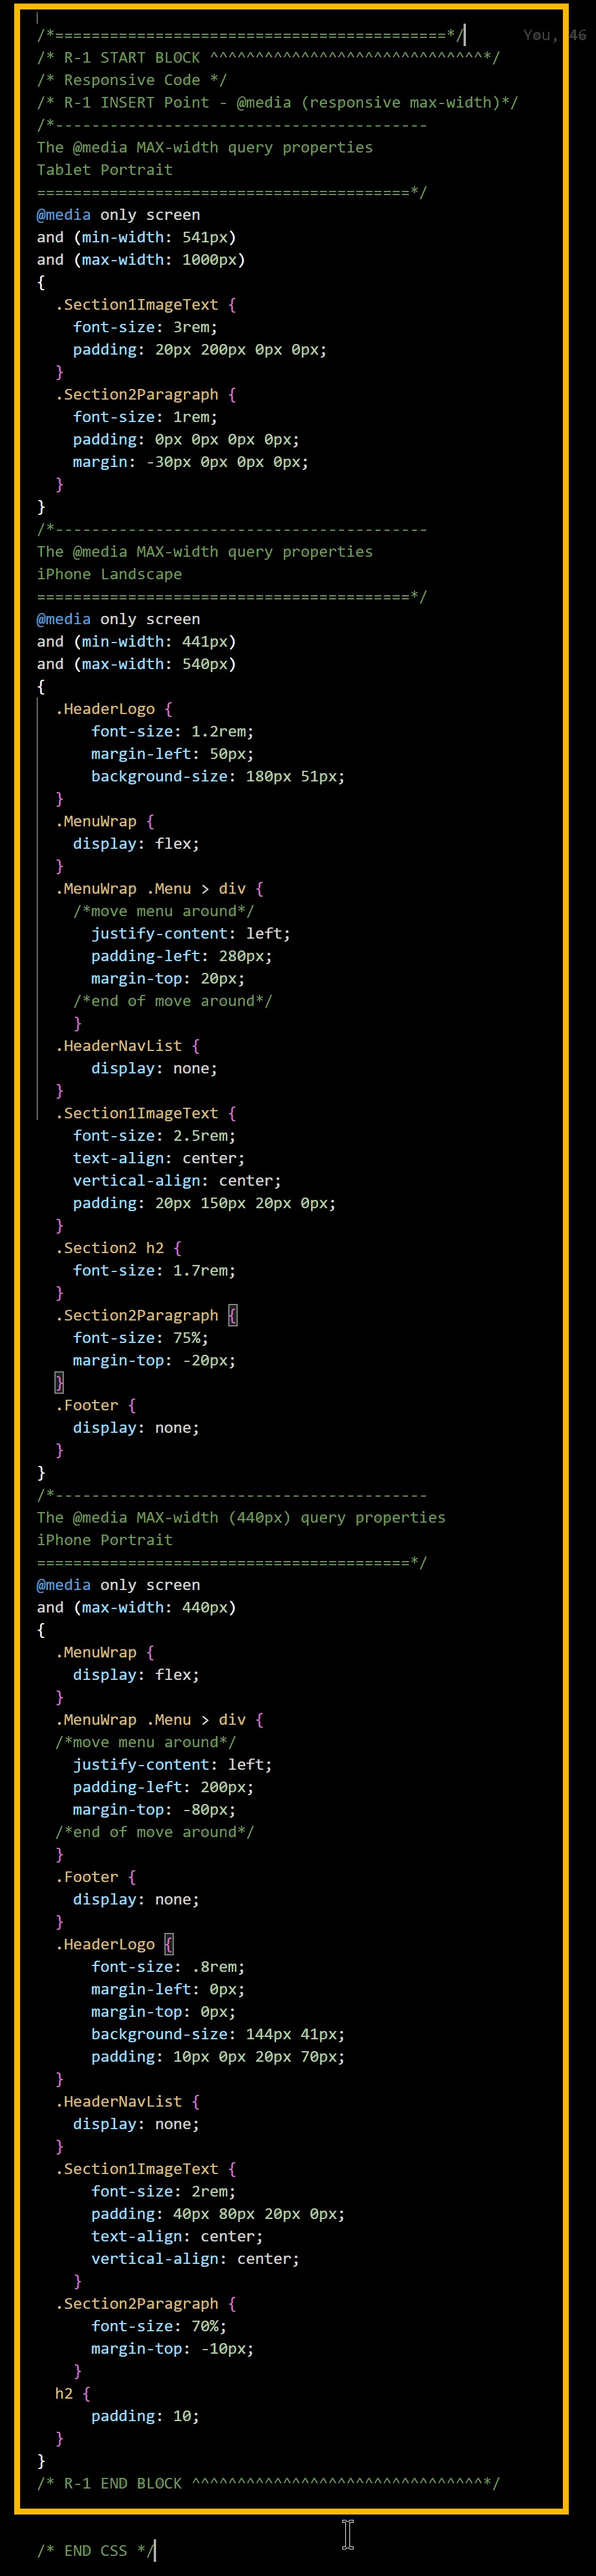 /*===========================================*/ You, 46
/* R-1 START BLOCK ^^^^^^^^^^^^^^^^^^^^^^^^^^^^^^*/
/* Responsive Code */
/* R-1 INSERT Point - @media (responsive max-width)*/
/*-----------------------------------------
The @media MAX-width query properties
Tablet Portrait
=========================================*/
@media only screen
and (min-width: 541px)
and (max-width: 1000px)
{
.Section1ImageText {
font-size: 3rem;
padding: 20px 200px 0px 0px;
}
.Section2Paragraph {
font-size: 1rem;
padding: 0px 0px 0px 0px;
margin: -30px 0px 0px 0px;
}
}
/*-----------------------------------------
The @media MAX-width query properties
iPhone Landscape
=========================================*/
@media only screen
and (min-width: 441px)
and (max-width: 540px)
{
.HeaderLogo {
font-size: 1.2rem;
margin-left: 50px;
background-size: 180px 51px;
}
.MenuWrap {
display: flex;
}
.MenuWrap .Menu > div {
/*move menu around*/
justify-content: left;
padding-left: 280px;
margin-top: 20px;
/*end of move around*/
}
.HeaderNavList {
display: none;
}
.Section1ImageText {
font-size: 2.5rem;
text-align: center;
vertical-align: center;
padding: 20px 150px 20px 0px;
}
.Section2 h2 {
font-size: 1.7rem;
}
.Section2Paragraph {
font-size: 75%;
margin-top: -20px;
}
.Footer {
display: none;
}
}
/*-----------------------------------------
The @media MAX-width (440px) query properties
iPhone Portrait
=========================================*/
@media only screen
and (max-width: 440px)
{
.MenuWrap {
display: flex;
}
.MenuWrap .Menu > div {
/*move menu around*/
justify-content: left;
padding-left: 200px;
margin-top: -80px;
/*end of move around*/
}
.Footer {
display: none;
}
.HeaderLogo {
font-size: .8rem;
margin-left: 0px;
margin-top: 0px;
background-size: 144px 41px;
padding: 10px 0px 20px 70px;
}
.HeaderNavList {
display: none;
}
.Section1ImageText {
font-size: 2rem;
padding: 40px 80px 20px 0px;
text-align: center;
vertical-align: center;
}
.Section2Paragraph {
font-size: 70%;
margin-top: -10px;
}
h2 {
padding: 10;
}
}
/* R-1 END BLOCK ^^^^^^^^^^^^^^^^^^^^^^^^^^^^^^^^*/
/* END CSS */